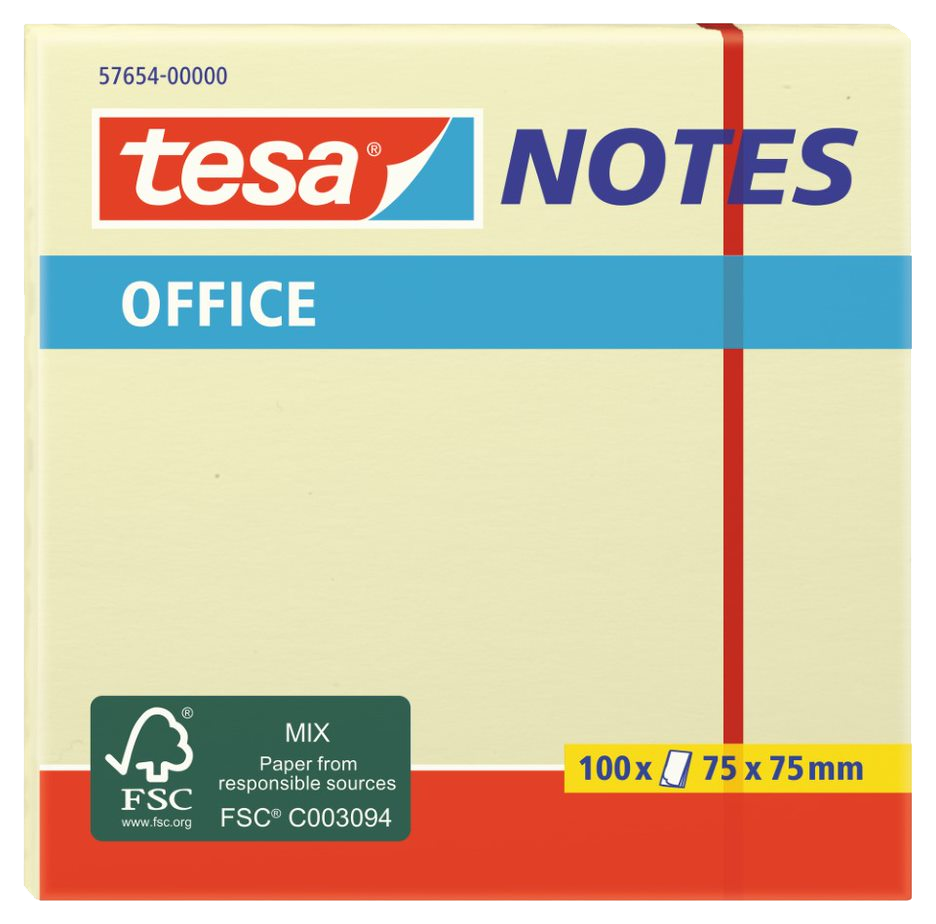 57654-00000
tesa® NOTES
OFFICE
®
MIX
Paper from
responsible sources
FSC
www.fsc.org
FSC® C003094
100 x 75 x 75 mm